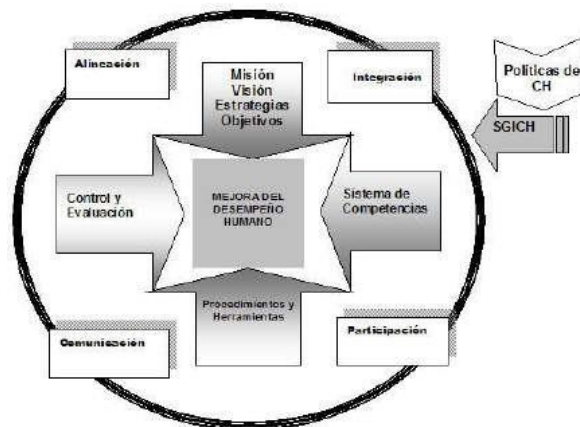 Alineación
Misión
Visión
Estrategias
Objetivos
Integración
Políticas de
CH
SGICH
Control y
Evaluación
MEJORA DEL
DESEMPEÑO
HUMANO
Sistema de
Competencias
Procedimientos y
Herramientas
Comunicación
Participación